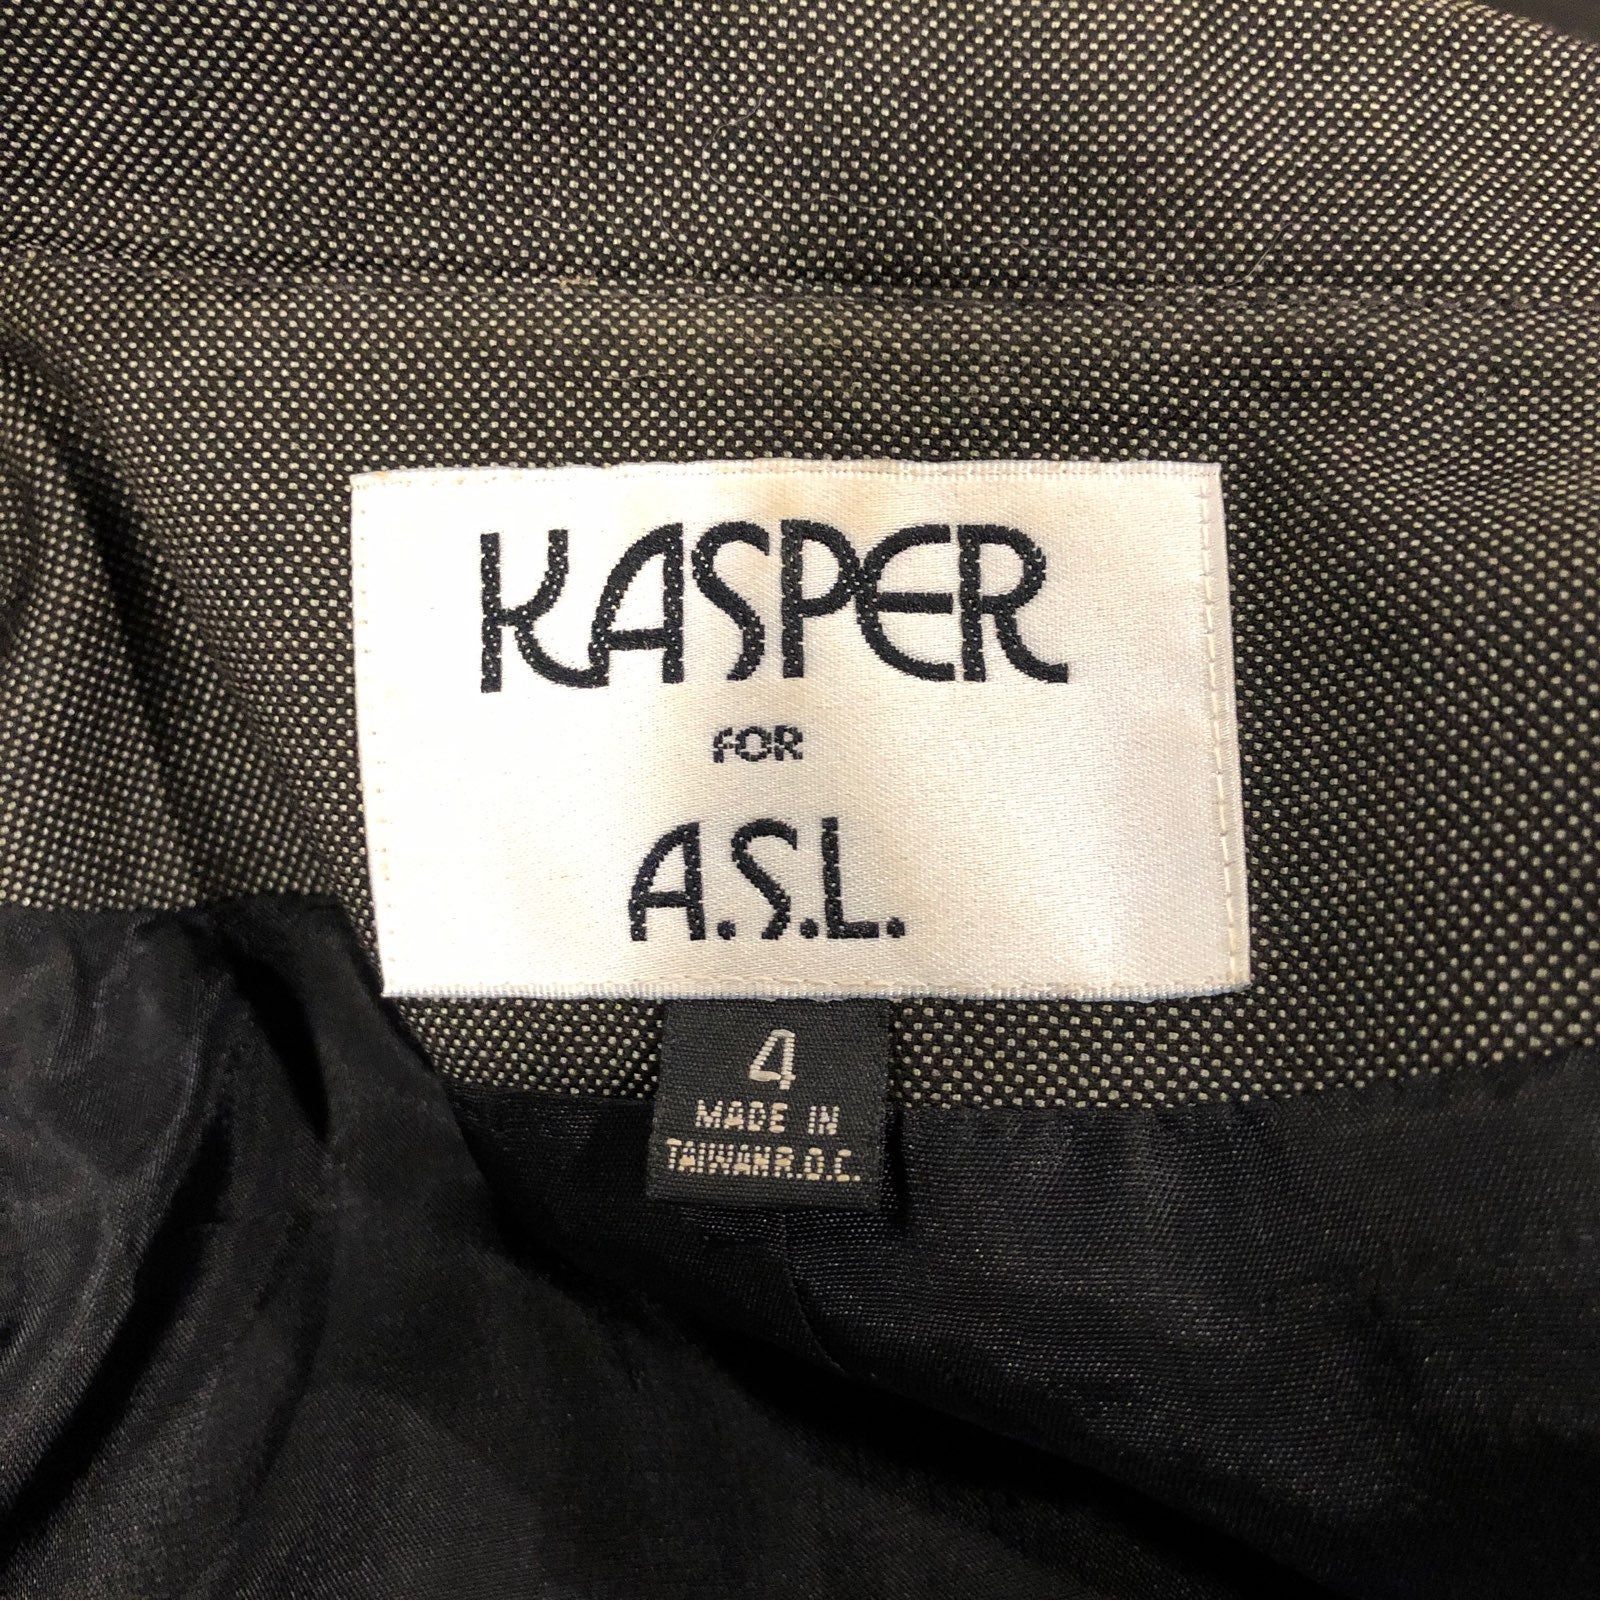 KASPER
FOR
A.S.L.
4
MADE IN
TAIWAN R.O.C.